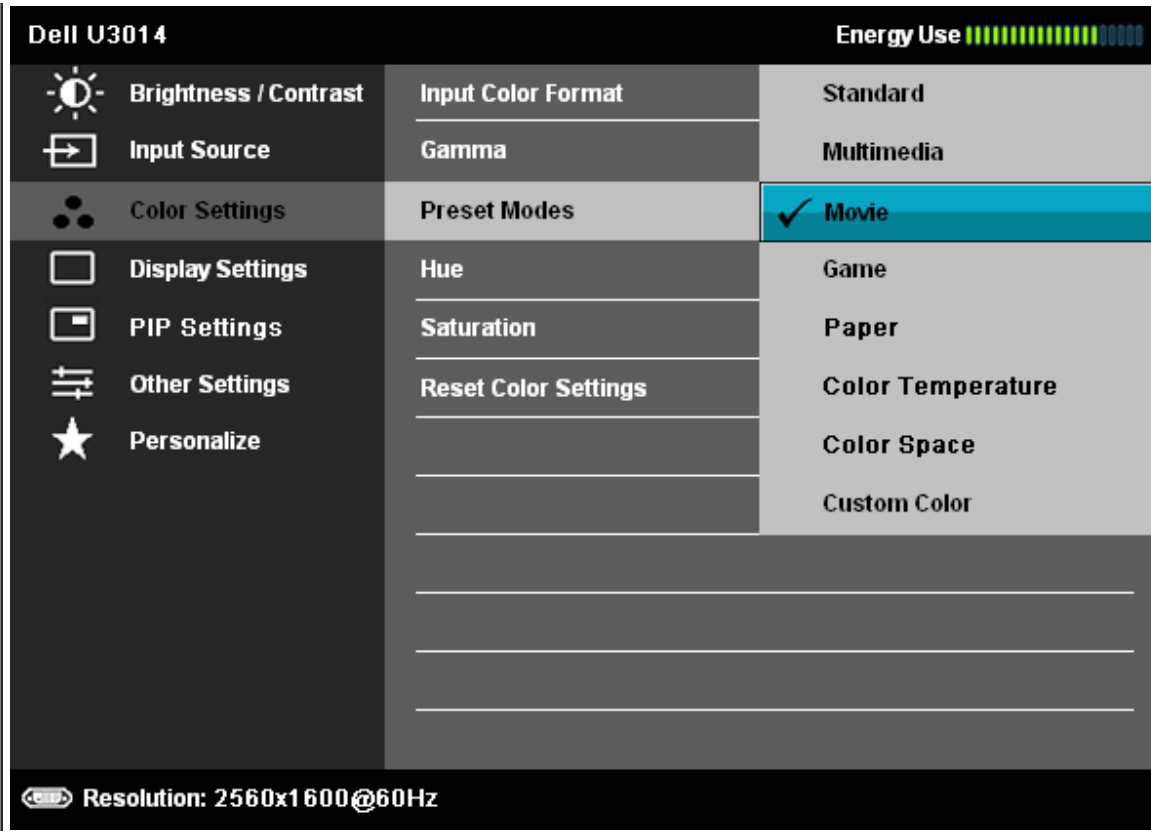 Dell U3014 Energy Use
Brightness / Contrast Input Color Format Standard
Input Source Gamma Multimedia
Color Settings Preset Modes Movie
Display Settings Hue Game
PIP Settings Saturation Paper
Other Settings Reset Color Settings Color Temperature
Personalize Color Space
Custom Color
Resolution: 2560x1600@60Hz